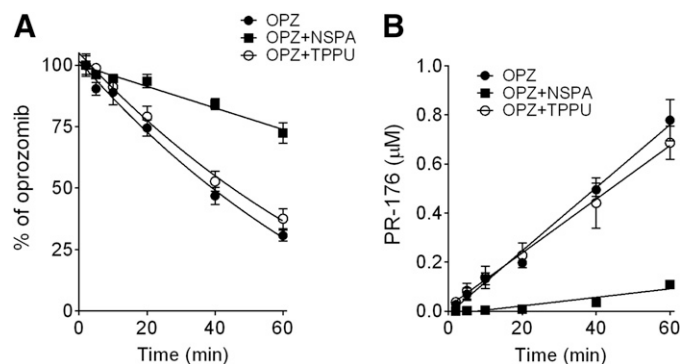 A
OPZ
OPZ+NSPA
OPZ+TPPU
% of oprozomib
100
75
50
25
0
0 20 40 60
Time (min)
B
OPZ
OPZ+NSPA
OPZ+TPPU
PR-176 (μM)
1.0
0.8
0.6
0.4
0.2
0.0
0 20 40 60
Time (min)